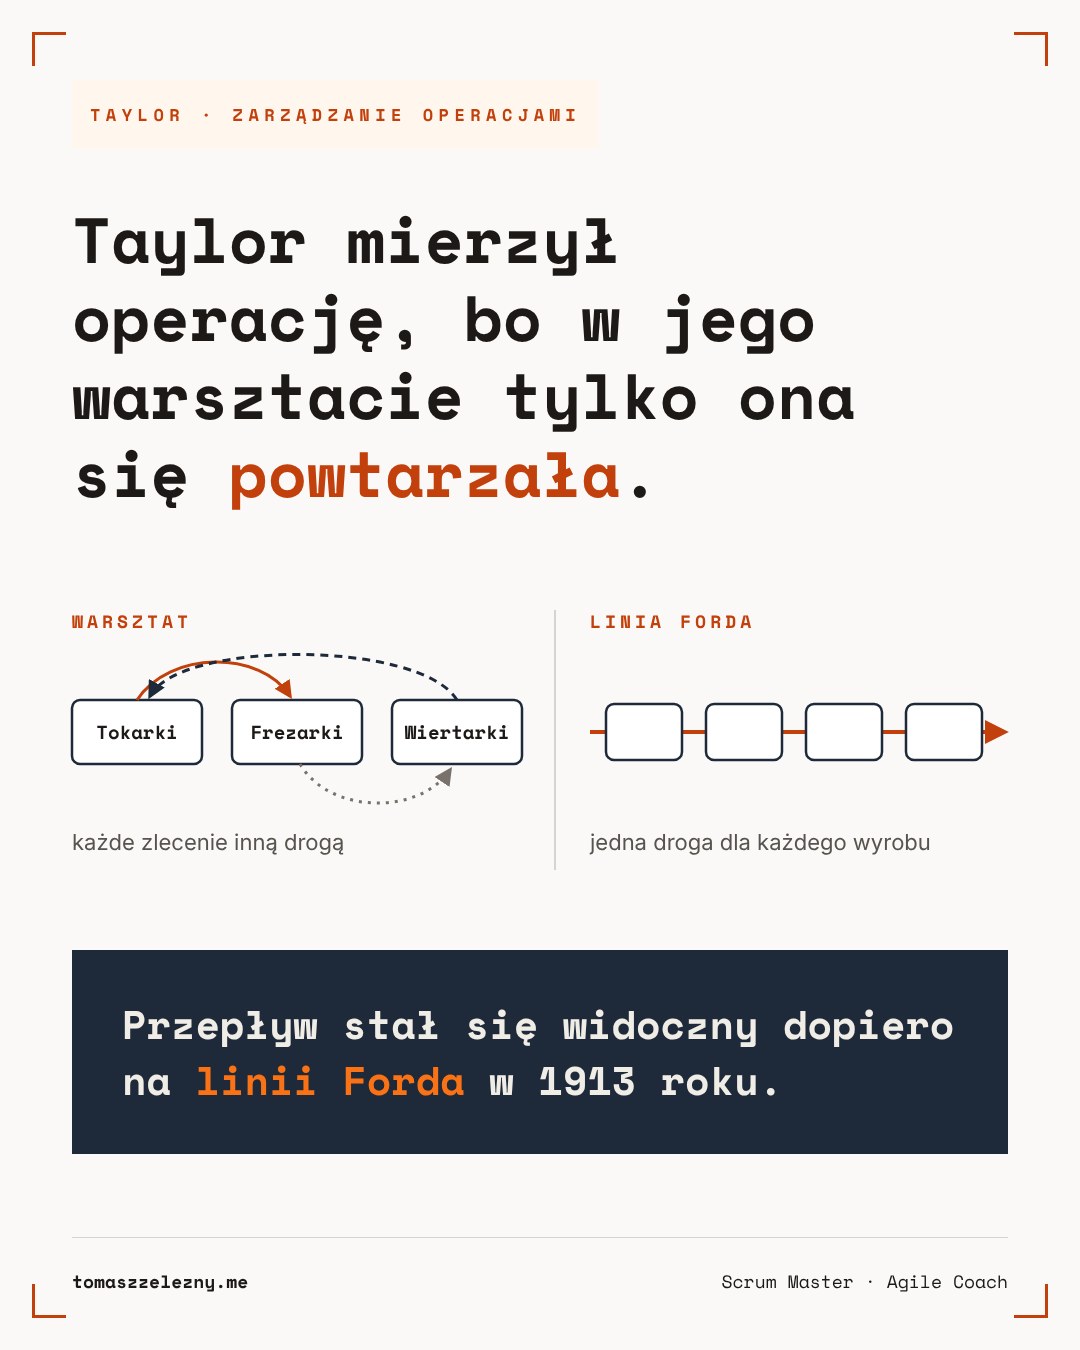 TAYLOR · ZARZĄDZANIE OPERACJAMI
Taylor mierzył
operację, bo w jego
warsztacie tylko ona
się powtarzała.
WARSZTAT
Tokarki
Frezarki
Wiertarki
każde zlecenie inną drogą
LINIA FORDA
jedna droga dla każdego wyrobu
Przepływ stał się widoczny dopiero
na linii Forda w 1913 roku.
tomaszzelezny.me
Scrum Master · Agile Coach